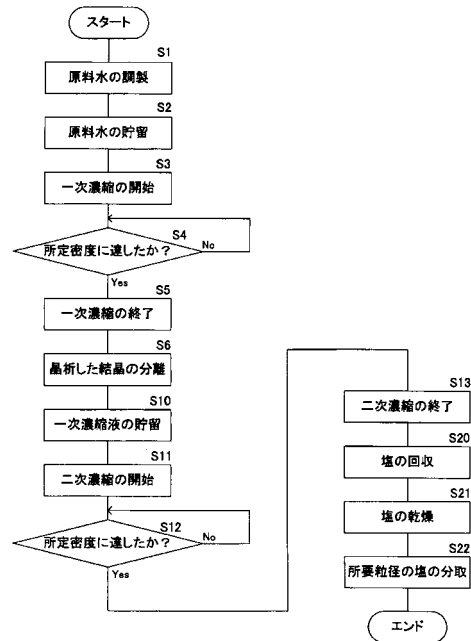 スタート
S1
原料水の調製
S2
原料水の貯留
S3
一次濃縮の開始
S4
所定密度に達したか？
No
Yes
S5
一次濃縮の終了
S6
晶析した結晶の分離
S10
一次濃縮液の貯留
S11
二次濃縮の開始
S12
所定密度に達したか？
No
Yes
S13
二次濃縮の終了
S20
塩の回収
S21
塩の乾燥
S22
所要粒径の塩の分取
エンド